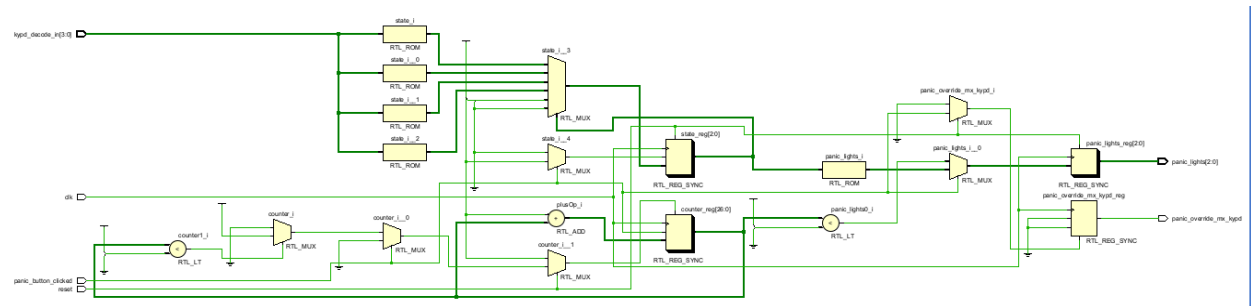 state_i
kypd_decode_in[3:0]
RTL_ROM
state_i__0
state_i__3
RTL_ROM
state_i__1
panic_override_mx_kypd_i
RTL_ROM
RTL_MUX
state_i__2
state_i__4
state_reg[2:0]
RTL_MUX
panic_lights_i__0
panic_lights_reg[2:0]
RTL_ROM
panic_lights_i
panic_lights[2:0]
RTL_MUX
RTL_REG_SYNC
RTL_ROM
RTL_MUX
RTL_REG_SYNC
clk
panic_override_mx_kypd_reg
plusOp_i
counter_reg[26:0]
panic_lights0_i
counter_i
counter_i__0
+
<
panic_override_mx_kypd
counter1_i
RTL_ADD
RTL_LT
<
RTL_MUX
counter_i__1
RTL_REG_SYNC
RTL_LT
RTL_MUX
RTL_REG_SYNC
panic_button_clicked
RTL_MUX
reset